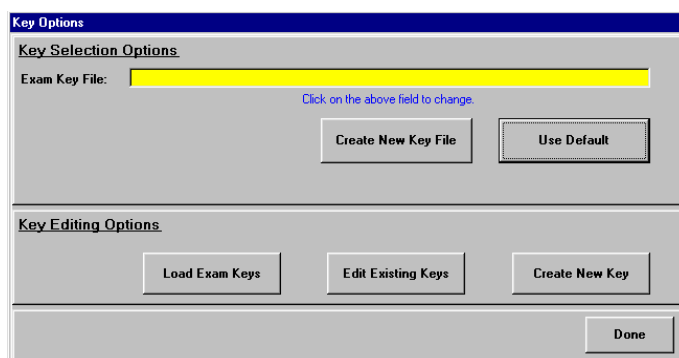 Key Options
Key Selection Options
Exam Key File:
Click on the above field to change.
Create New Key File Use Default
Key Editing Options
Load Exam Keys Edit Existing Keys Create New Key
Done